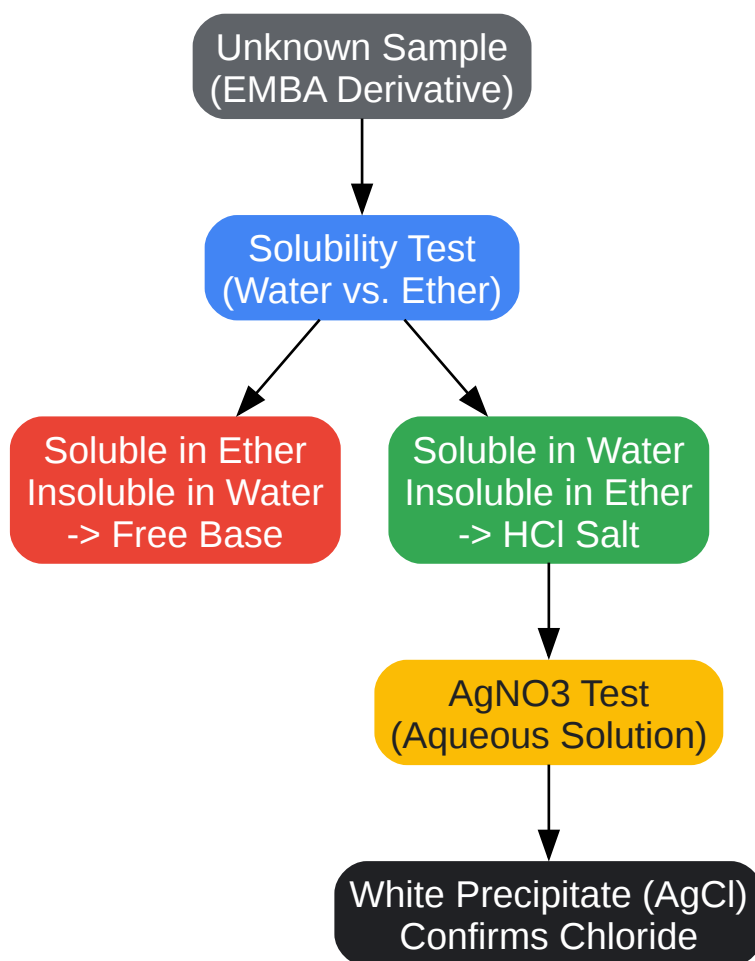 Unknown Sample
(EMBA Derivative)
Solubility Test
(Water vs. Ether)
Soluble in Ether
Insoluble in Water
-> Free Base
Soluble in Water
Insoluble in Ether
-> HCl Salt
AgNO3 Test
(Aqueous Solution)
White Precipitate (AgCl)
Confirms Chloride